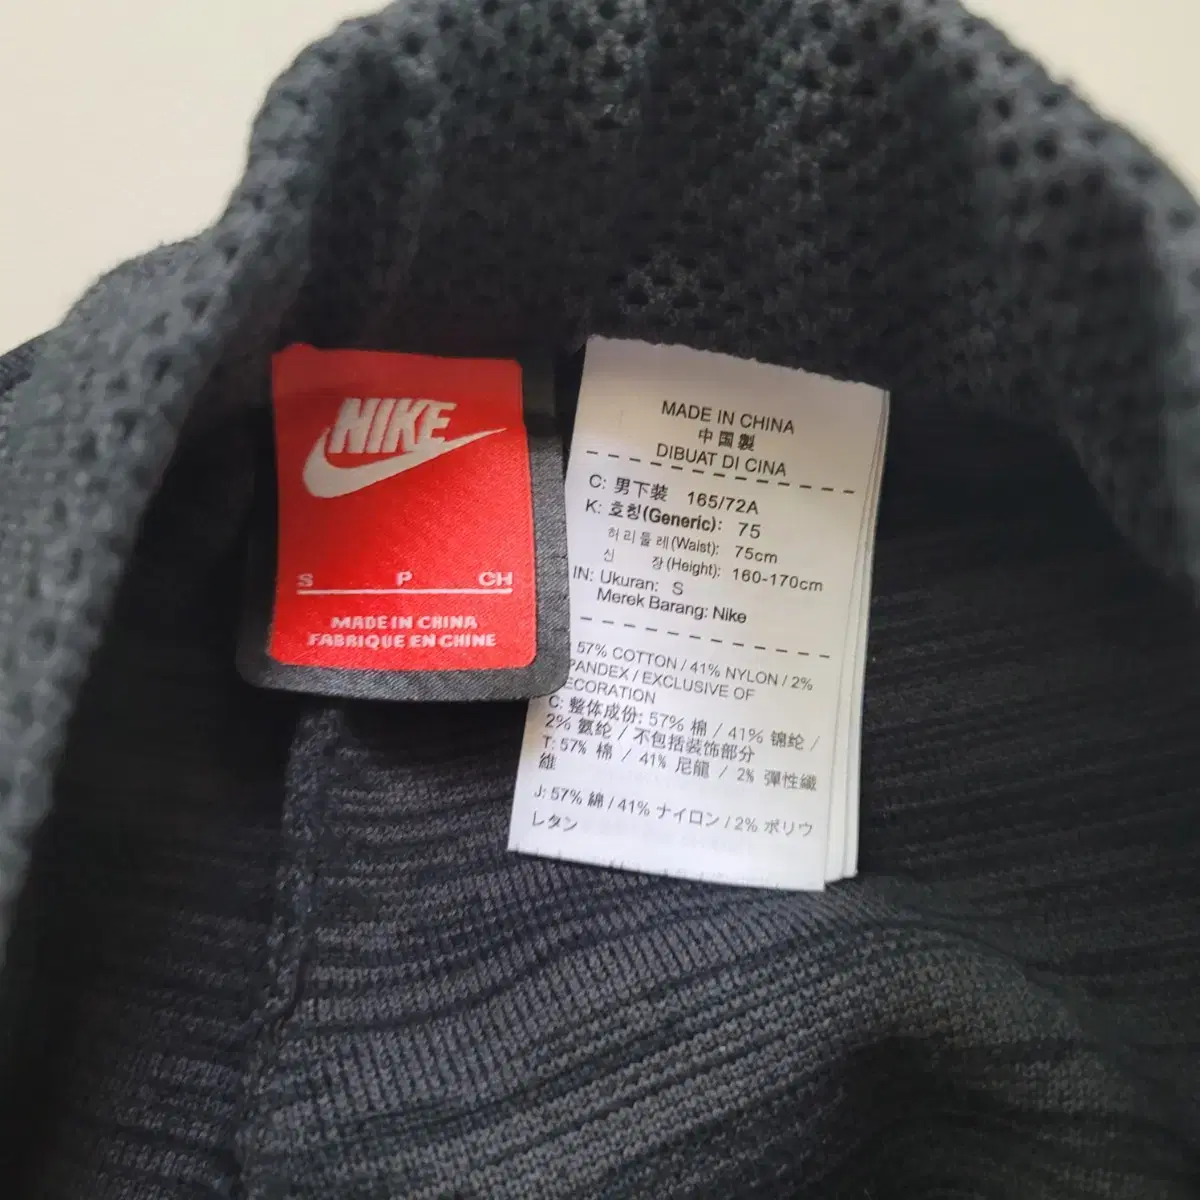 NIKE
S P CH
MADE IN CHINA
FABRIQUE EN CHINE
MADE IN CHINA
中国製
DIBUAT DI CINA
C: 男下装 165/72A
K: 호칭(Generic): 75
허리둘레(Waist): 75cm
신 장(Height): 160-170cm
IN: Ukuran: S
Merek Barang: Nike
57% COTTON / 41% NYLON / 2%
PANDEX / EXCLUSIVE OF
ECORATION
C: 整体成份: 57% 棉 / 41% 锦纶 /
2% 氨纶 / 不包括装饰部分
T: 57% 棉 / 41% 尼龍 / 2% 彈性纖
維
J: 57% 綿 / 41% ナイロン / 2% ポリウ
レタン